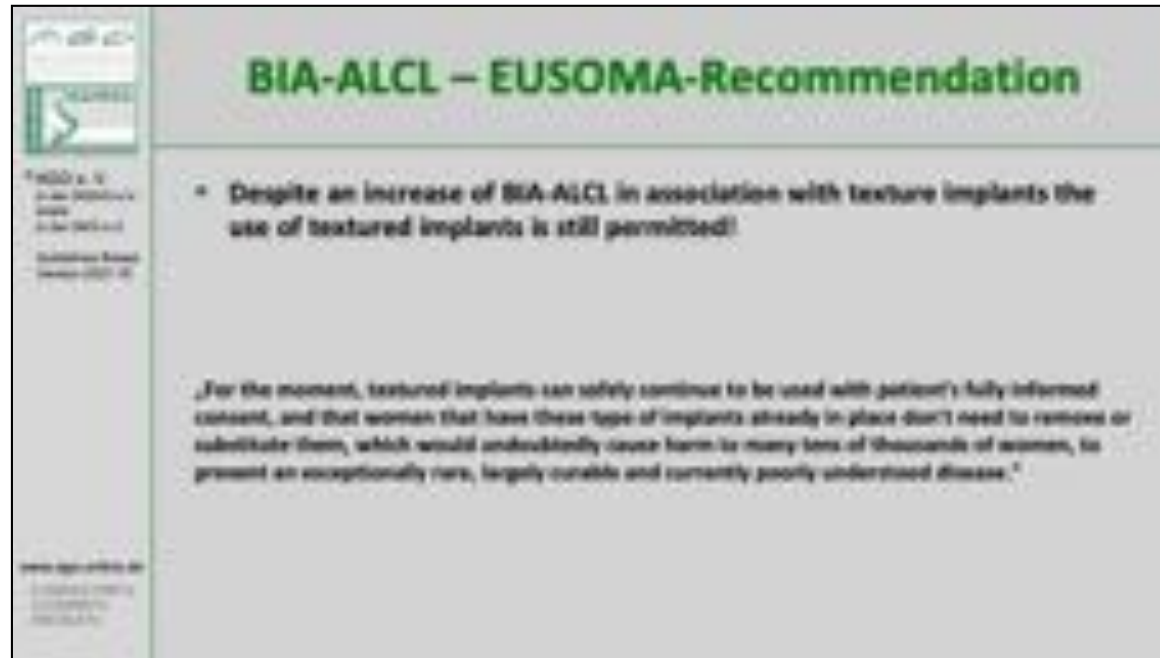 BIA-ALCL – EUSOMA-Recommendation
• Despite an increase of BIA-ALCL in association with texture implants the
use of textured implants is still permitted!
„For the moment, textured implants can safely continue to be used with patient's fully informed
consent, and that women that have these type of implants already in place don't need to remove or
substitute them, which would undoubtedly cause harm to many tens of thousands of women, to
prevent an exceptionally rare, largely curable and currently poorly understood disease."
www.ago-online.de